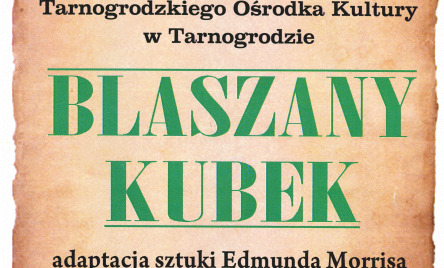 Tarnogrodzkiego Ośrodka Kultury
w Tarnogrodzie
BLASZANY
KUBEK
adaptacja sztuki Edmunda Morrisa